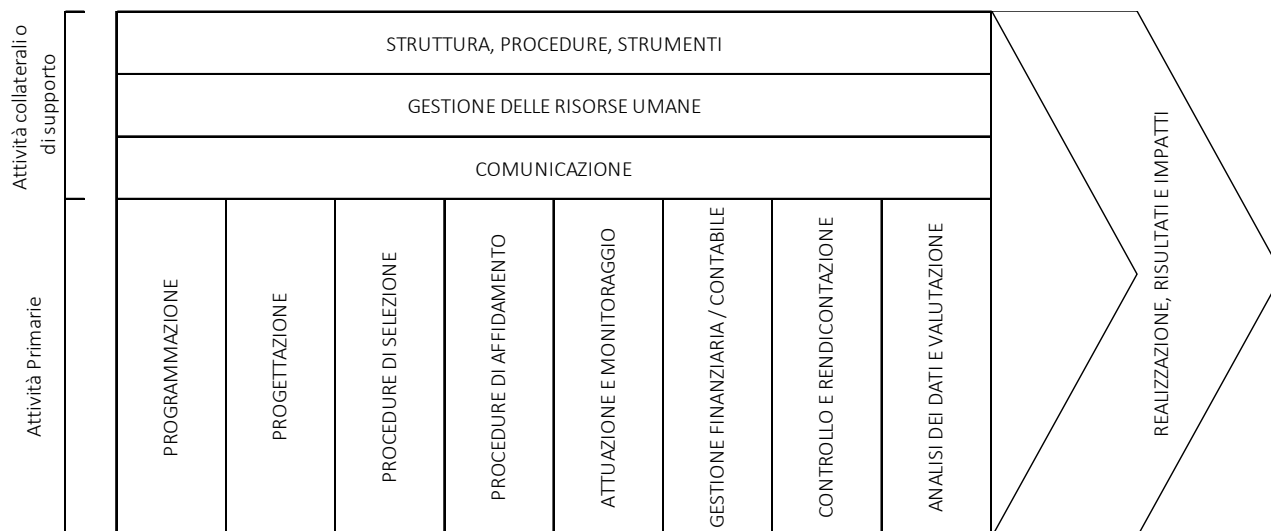 Attività collaterali o
di supporto
STRUTTURA, PROCEDURE, STRUMENTI
GESTIONE DELLE RISORSE UMANE
COMUNICAZIONE
Attività Primarie
PROGRAMMAZIONE
PROGETTAZIONE
PROCEDURE DI SELEZIONE
PROCEDURE DI AFFIDAMENTO
ATTUAZIONE E MONITORAGGIO
GESTIONE FINANZIARIA / CONTABILE
CONTROLLO E RENDICONTAZIONE
ANALISI DEI DATI E VALUTAZIONE
REALIZZAZIONE, RISULTATI E IMPATTI